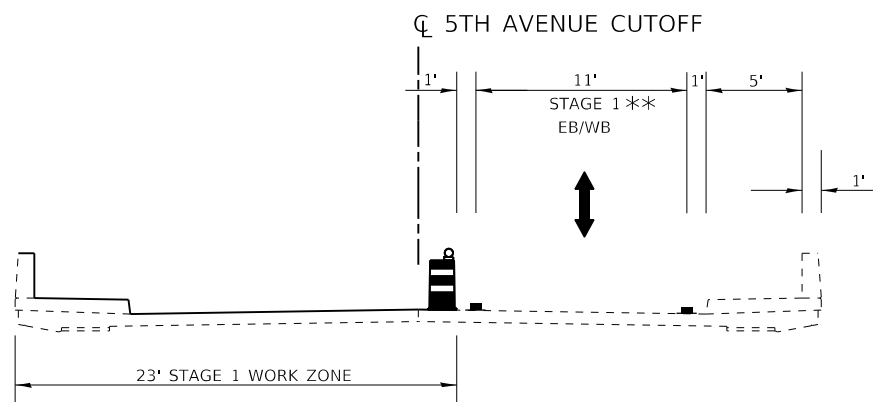 ℄ 5TH AVENUE CUTOFF
1' 11' 1' 5'
STAGE 1**
EB/WB
1'
23' STAGE 1 WORK ZONE